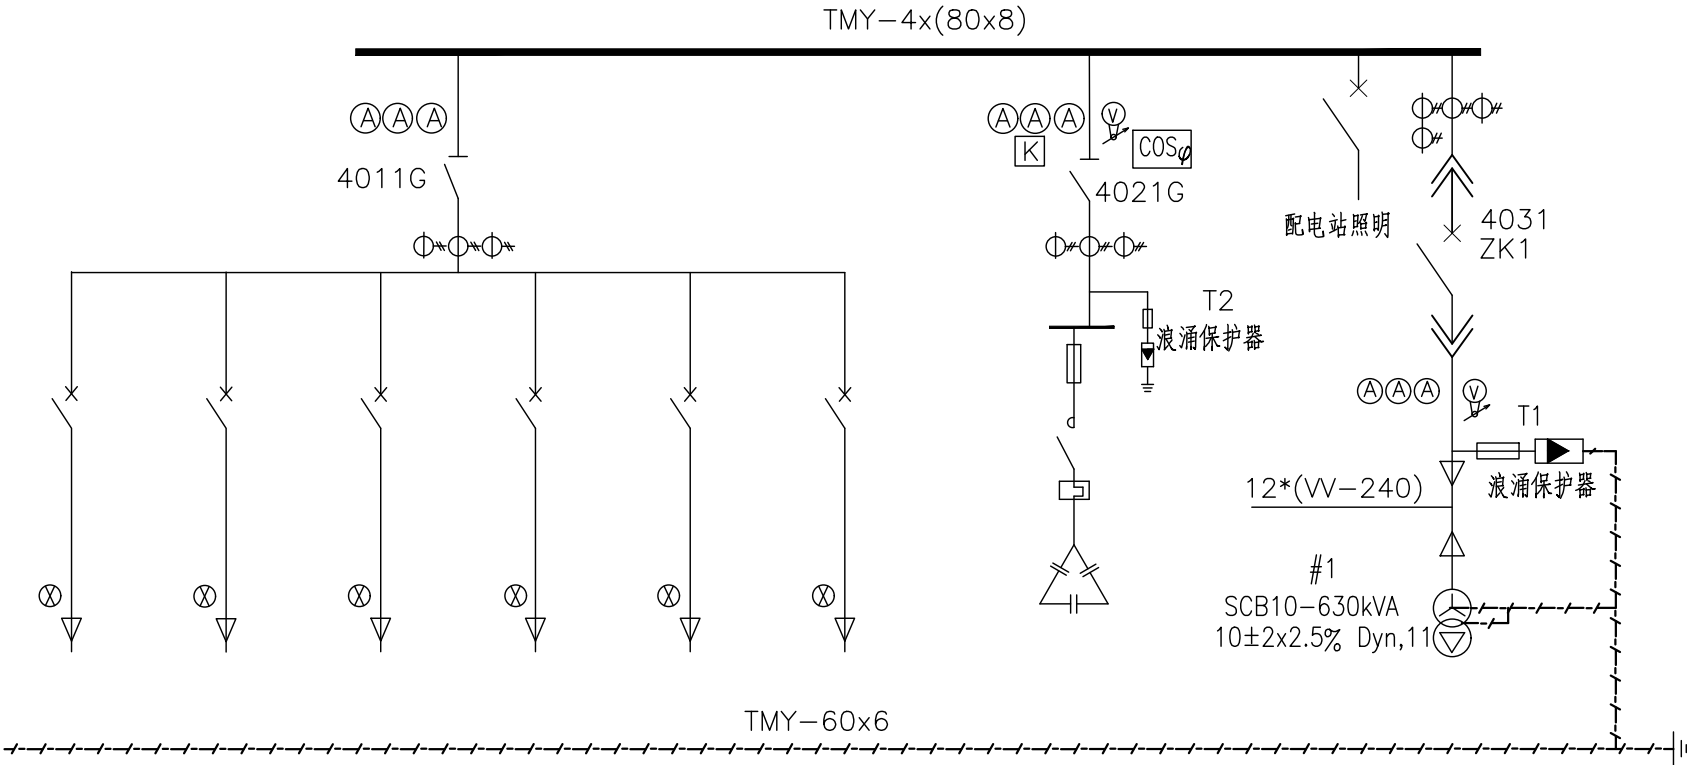 TMY-4x(80x8)
A A A
4011G
A A A V
K COSφ
4021G
配电站照明
4031
ZK1
T2
浪涌保护器
A A A V
T1
浪涌保护器
12*(VV-240)
#1
SCB10-630kVA
10±2x2.5% Dyn,11
TMY-60x6